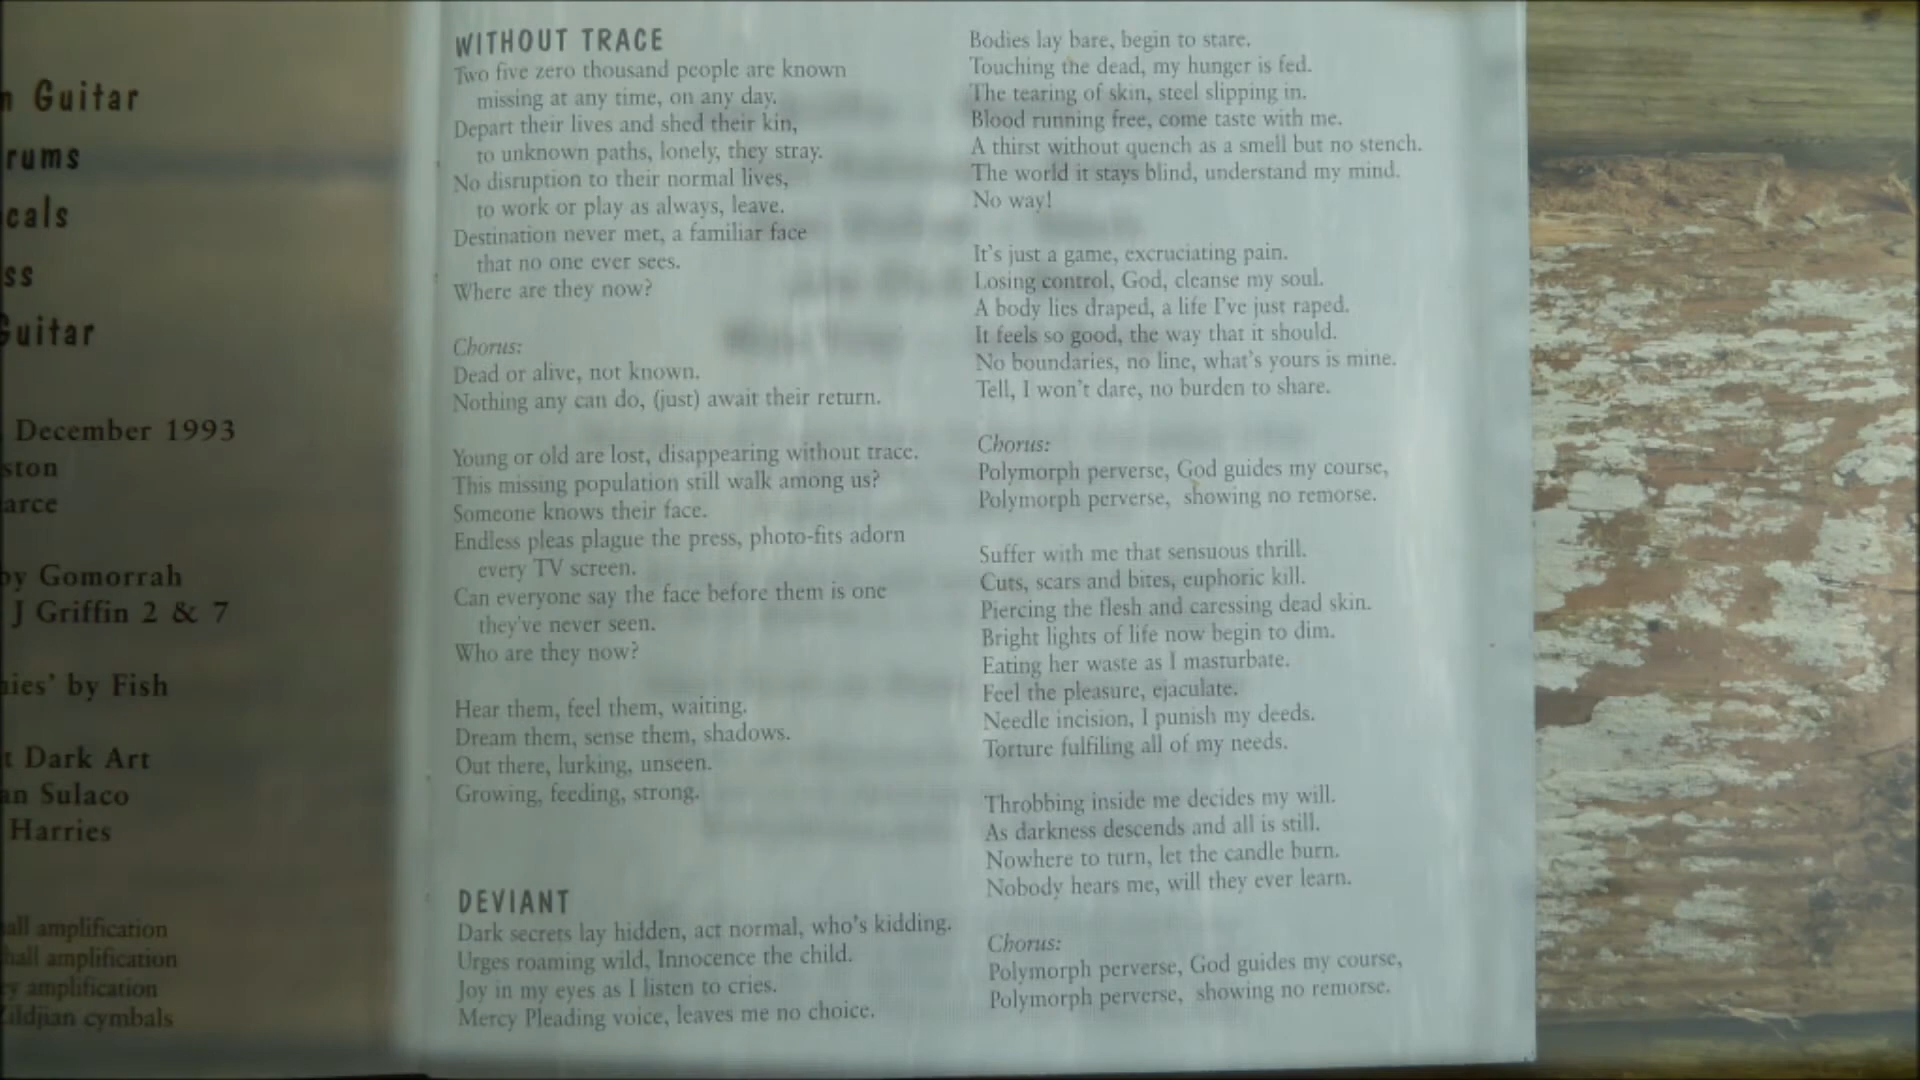 Guitar
December 1993
by Gomorrah
J Griffin 2 & 7
by Fish
Dark Art
Sulaco
Harries
amplification
amplification
amplification
cymbals
WITHOUT TRACE
Two five zero thousand people are known
missing at any time, on any day.
Depart their lives and shed their kin,
to unknown paths, lonely, they stray.
No disruption to their normal lives,
to work or play as always, leave.
Destination never met, a familiar face
that no one ever sees.
Where are they now?
Chorus:
Dead or alive, not known.
Nothing any can do, (just) await their return.
Young or old are lost, disappearing without trace.
This missing population still walk among us?
Someone knows their face.
Endless pleas plague the press, photo-fits adorn
every TV screen.
Can everyone say the face before them is one
they've never seen.
Who are they now?
Hear them, feel them, waiting.
Dream them, sense them, shadows.
Out there, lurking, unseen.
Growing, feeding, strong.
DEVIANT
Dark secrets lay hidden, act normal, who's kidding.
Urges roaming wild, Innocence the child.
Joy in my eyes as I listen to cries.
Mercy Pleading voice, leaves me no choice.
Bodies lay bare, begin to stare.
Touching the dead, my hunger is fed.
The tearing of skin, steel slipping in.
Blood running free, come taste with me.
A thirst without quench as a smell but no stench.
The world it stays blind, understand my mind.
No way!
It's just a game, excruciating pain.
Losing control, God, cleanse my soul.
A body lies draped, a life I've just raped.
It feels so good, the way that it should.
No boundaries, no line, what's yours is mine.
Tell, I won't dare, no burden to share.
Chorus:
Polymorph perverse, God guides my course,
Polymorph perverse, showing no remorse.
Suffer with me that sensuous thrill.
Cuts, scars and bites, euphoric kill.
Piercing the flesh and caressing dead skin.
Bright lights of life now begin to dim.
Eating her waste as I masturbate.
Feel the pleasure, ejaculate.
Needle incision, I punish my deeds.
Torture fulfiling all of my needs.
Throbbing inside me decides my will.
As darkness descends and all is still.
Nowhere to turn, let the candle burn.
Nobody hears me, will they ever learn.
Chorus:
Polymorph perverse, God guides my course,
Polymorph perverse, showing no remorse.